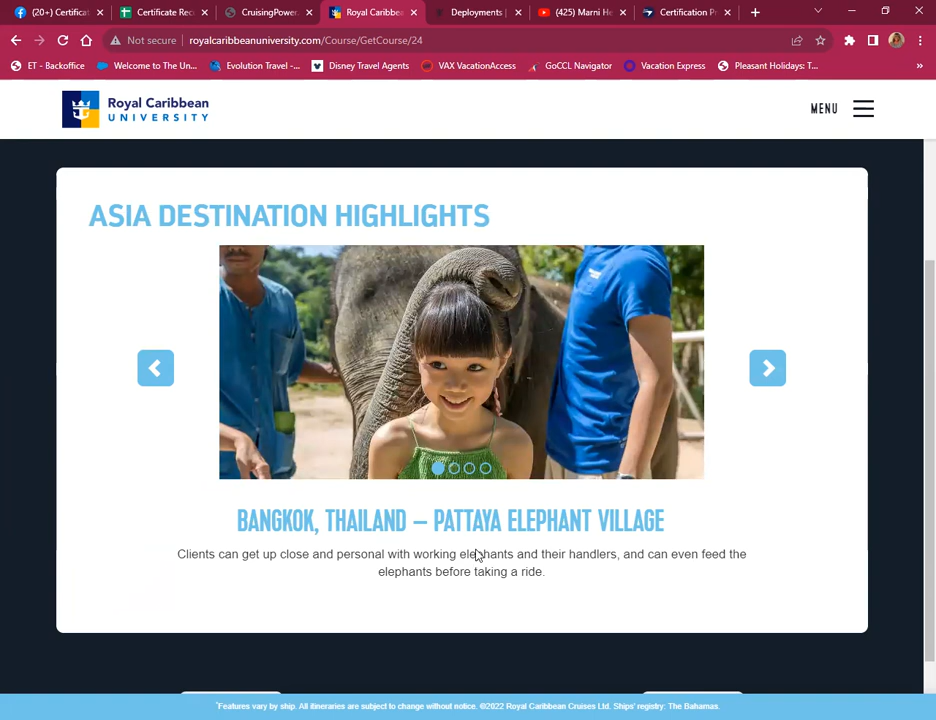 (20+) Certificat
Certificate Rec
CruisingPower.
Royal Caribbea
Deployments |
(425) Marni He
Certification Pr
Not secure | royalcaribbeanuniversity.com/Course/GetCourse/24
ET - Backoffice
Welcome to The Un...
Evolution Travel -...
Disney Travel Agents
VAX VacationAccess
GoCCL Navigator
Vacation Express
Pleasant Holidays: T...
»
Royal Caribbean
UNIVERSITY
MENU
ASIA DESTINATION HIGHLIGHTS
BANGKOK, THAILAND – PATTAYA ELEPHANT VILLAGE
Clients can get up close and personal with working elephants and their handlers, and can even feed the
elephants before taking a ride.
*Features vary by ship. All itineraries are subject to change without notice. ©2022 Royal Caribbean Cruises Ltd. Ships' registry: The Bahamas.